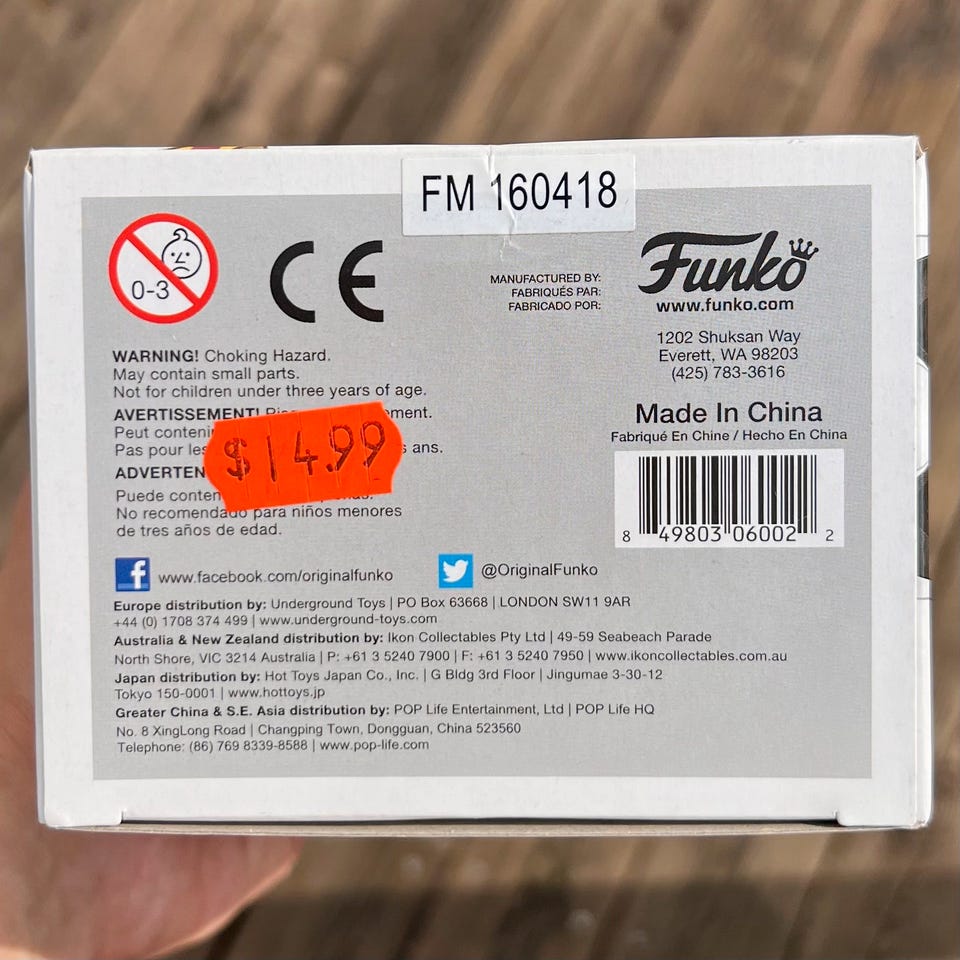 FM 160418
0-3
CE
MANUFACTURED BY:
FABRIQUÉS PAR:
FABRICADO POR:
Funko
www.funko.com
1202 Shuksan Way
Everett, WA 98203
(425) 783-3616
Made In China
Fabriqué En Chine / Hecho En China
8 49803 06002 2
WARNING! Choking Hazard.
May contain small parts.
Not for children under three years of age.
AVERTISSEMENT!
Peut
Pas pour ans.
$14.99
Puede
No recomendado para niños menores
de tres años de edad.
www.facebook.com/originalfunko
@OriginalFunko
Europe distribution by: Underground Toys | PO Box 63668 | LONDON SW11 9AR
+44 (0) 1708 374 499 | www.underground-toys.com
Australia & New Zealand distribution by: Ikon Collectables Pty Ltd | 49-59 Seabeach Parade
North Shore, VIC 3214 Australia | P: +61 3 5240 7900 | F: +61 3 5240 7950 | www.ikoncollectables.com.au
Japan distribution by: Hot Toys Japan Co., Inc. | G Bldg 3rd Floor | Jingumae 3-30-12
Tokyo 150-0001 | www.hottoys.jp
Greater China & S.E. Asia distribution by: POP Life Entertainment, Ltd | POP Life HQ
No. 8 XingLong Road | Changping Town, Dongguan, China 523560
Telephone: (86) 769 8339-8588 | www.pop-life.com